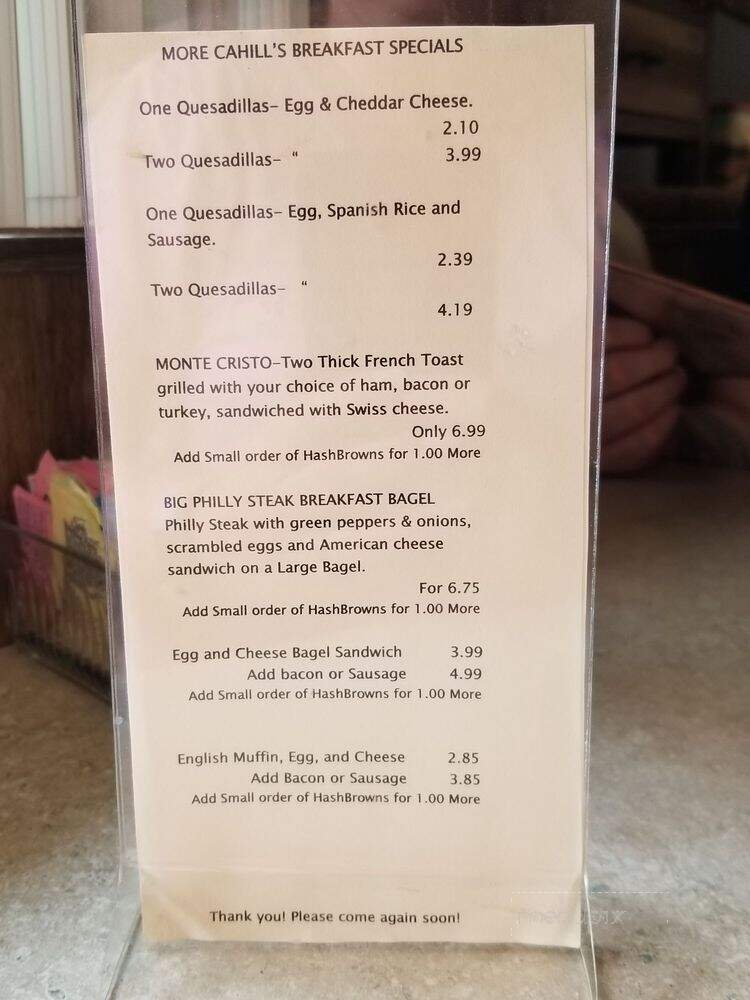 MORE CAHILL'S BREAKFAST SPECIALS
One Quesadillas- Egg & Cheddar Cheese.
2.10
Two Quesadillas- " 3.99
One Quesadillas- Egg, Spanish Rice and
Sausage.
2.39
Two Quesadillas- "
4.19
MONTE CRISTO-Two Thick French Toast
grilled with your choice of ham, bacon or
turkey, sandwiched with Swiss cheese.
Only 6.99
Add Small order of HashBrowns for 1.00 More
BIG PHILLY STEAK BREAKFAST BAGEL
Philly Steak with green peppers & onions,
scrambled eggs and American cheese
sandwich on a Large Bagel.
For 6.75
Add Small order of HashBrowns for 1.00 More
Egg and Cheese Bagel Sandwich 3.99
Add bacon or Sausage 4.99
Add Small order of HashBrowns for 1.00 More
English Muffin, Egg, and Cheese 2.85
Add Bacon or Sausage 3.85
Add Small order of HashBrowns for 1.00 More
Thank you! Please come again soon!